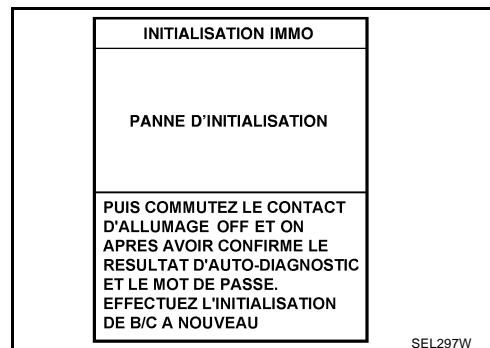 INITIALISATION IMMO
PANNE D'INITIALISATION
PUIS COMMUTEZ LE CONTACT
D'ALLUMAGE OFF ET ON
APRES AVOIR CONFIRME LE
RESULTAT D'AUTO-DIAGNOSTIC
ET LE MOT DE PASSE.
EFFECTUEZ L'INITIALISATION
DE B/C A NOUVEAU
SEL297W